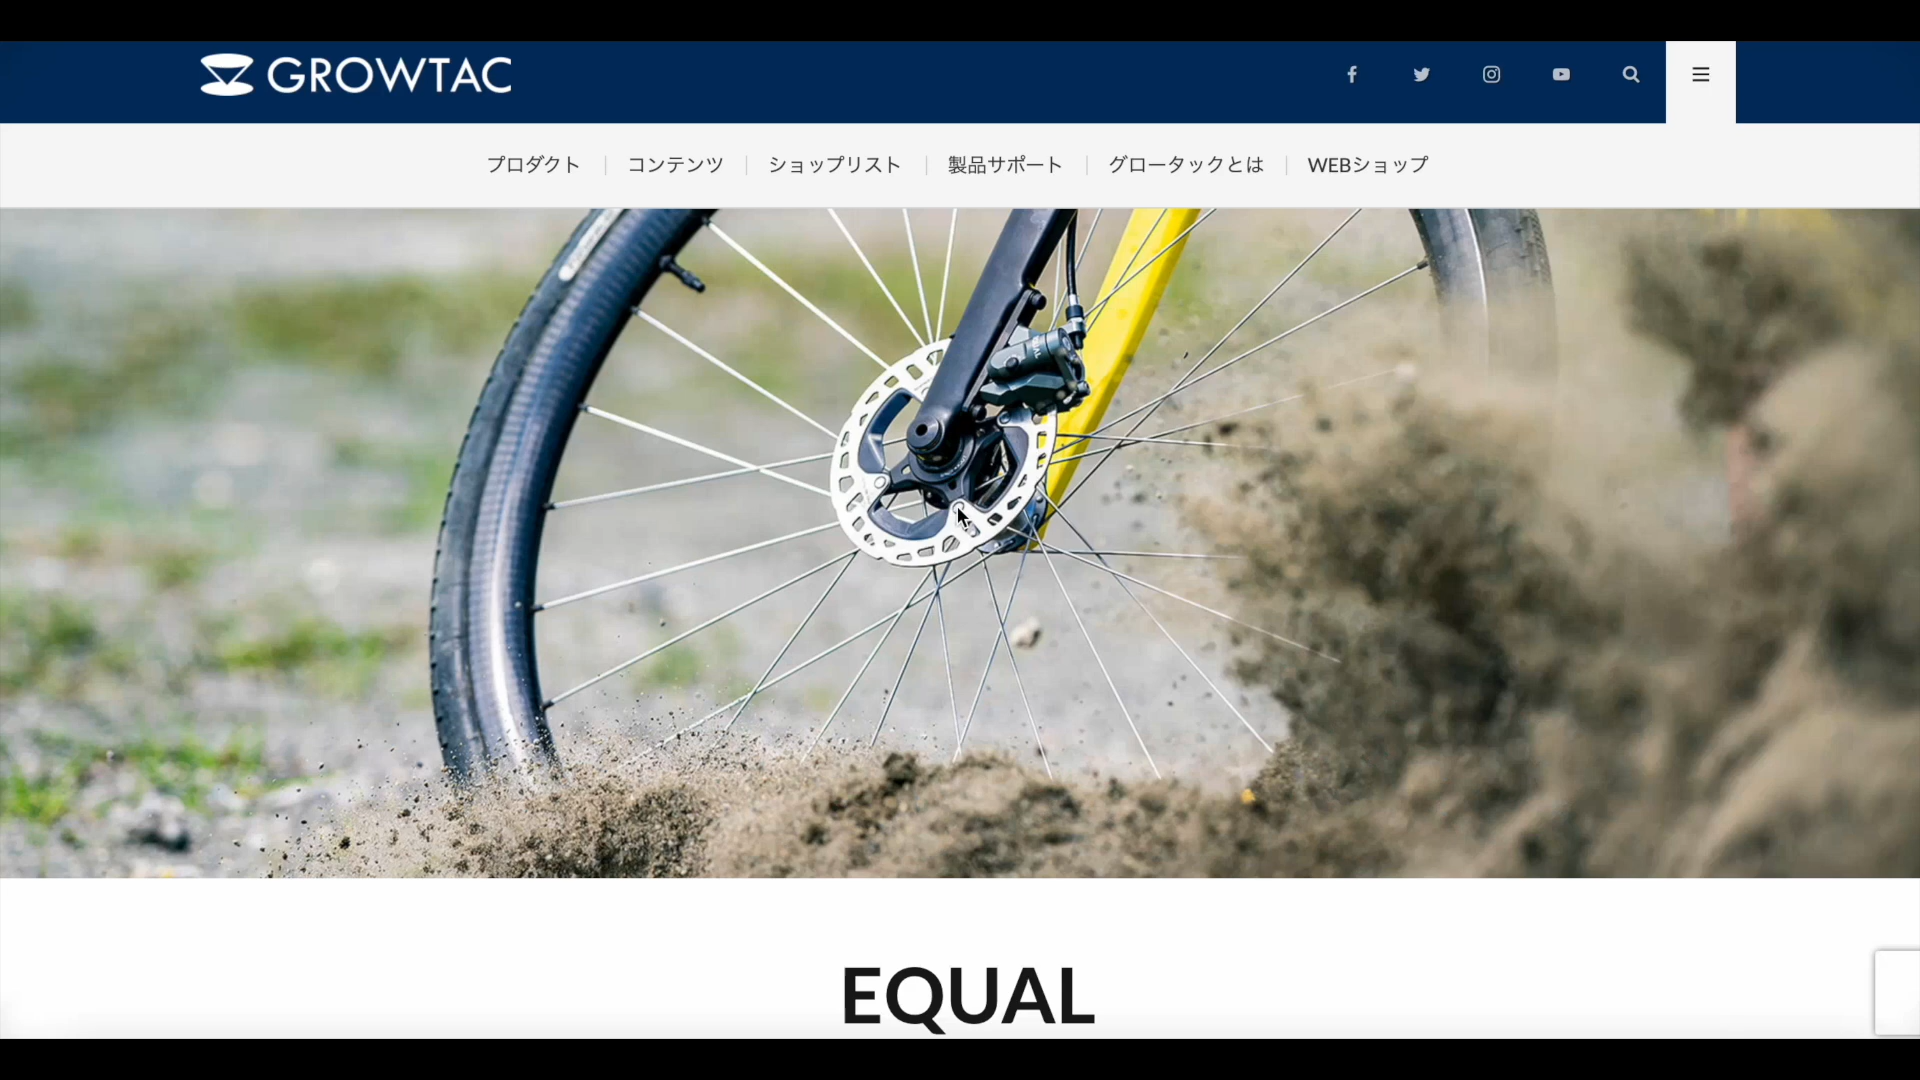 GROWTAC
プロダクト
コンテンツ
ショップリスト
製品サポート
グロータックとは
WEBショップ
EQUAL